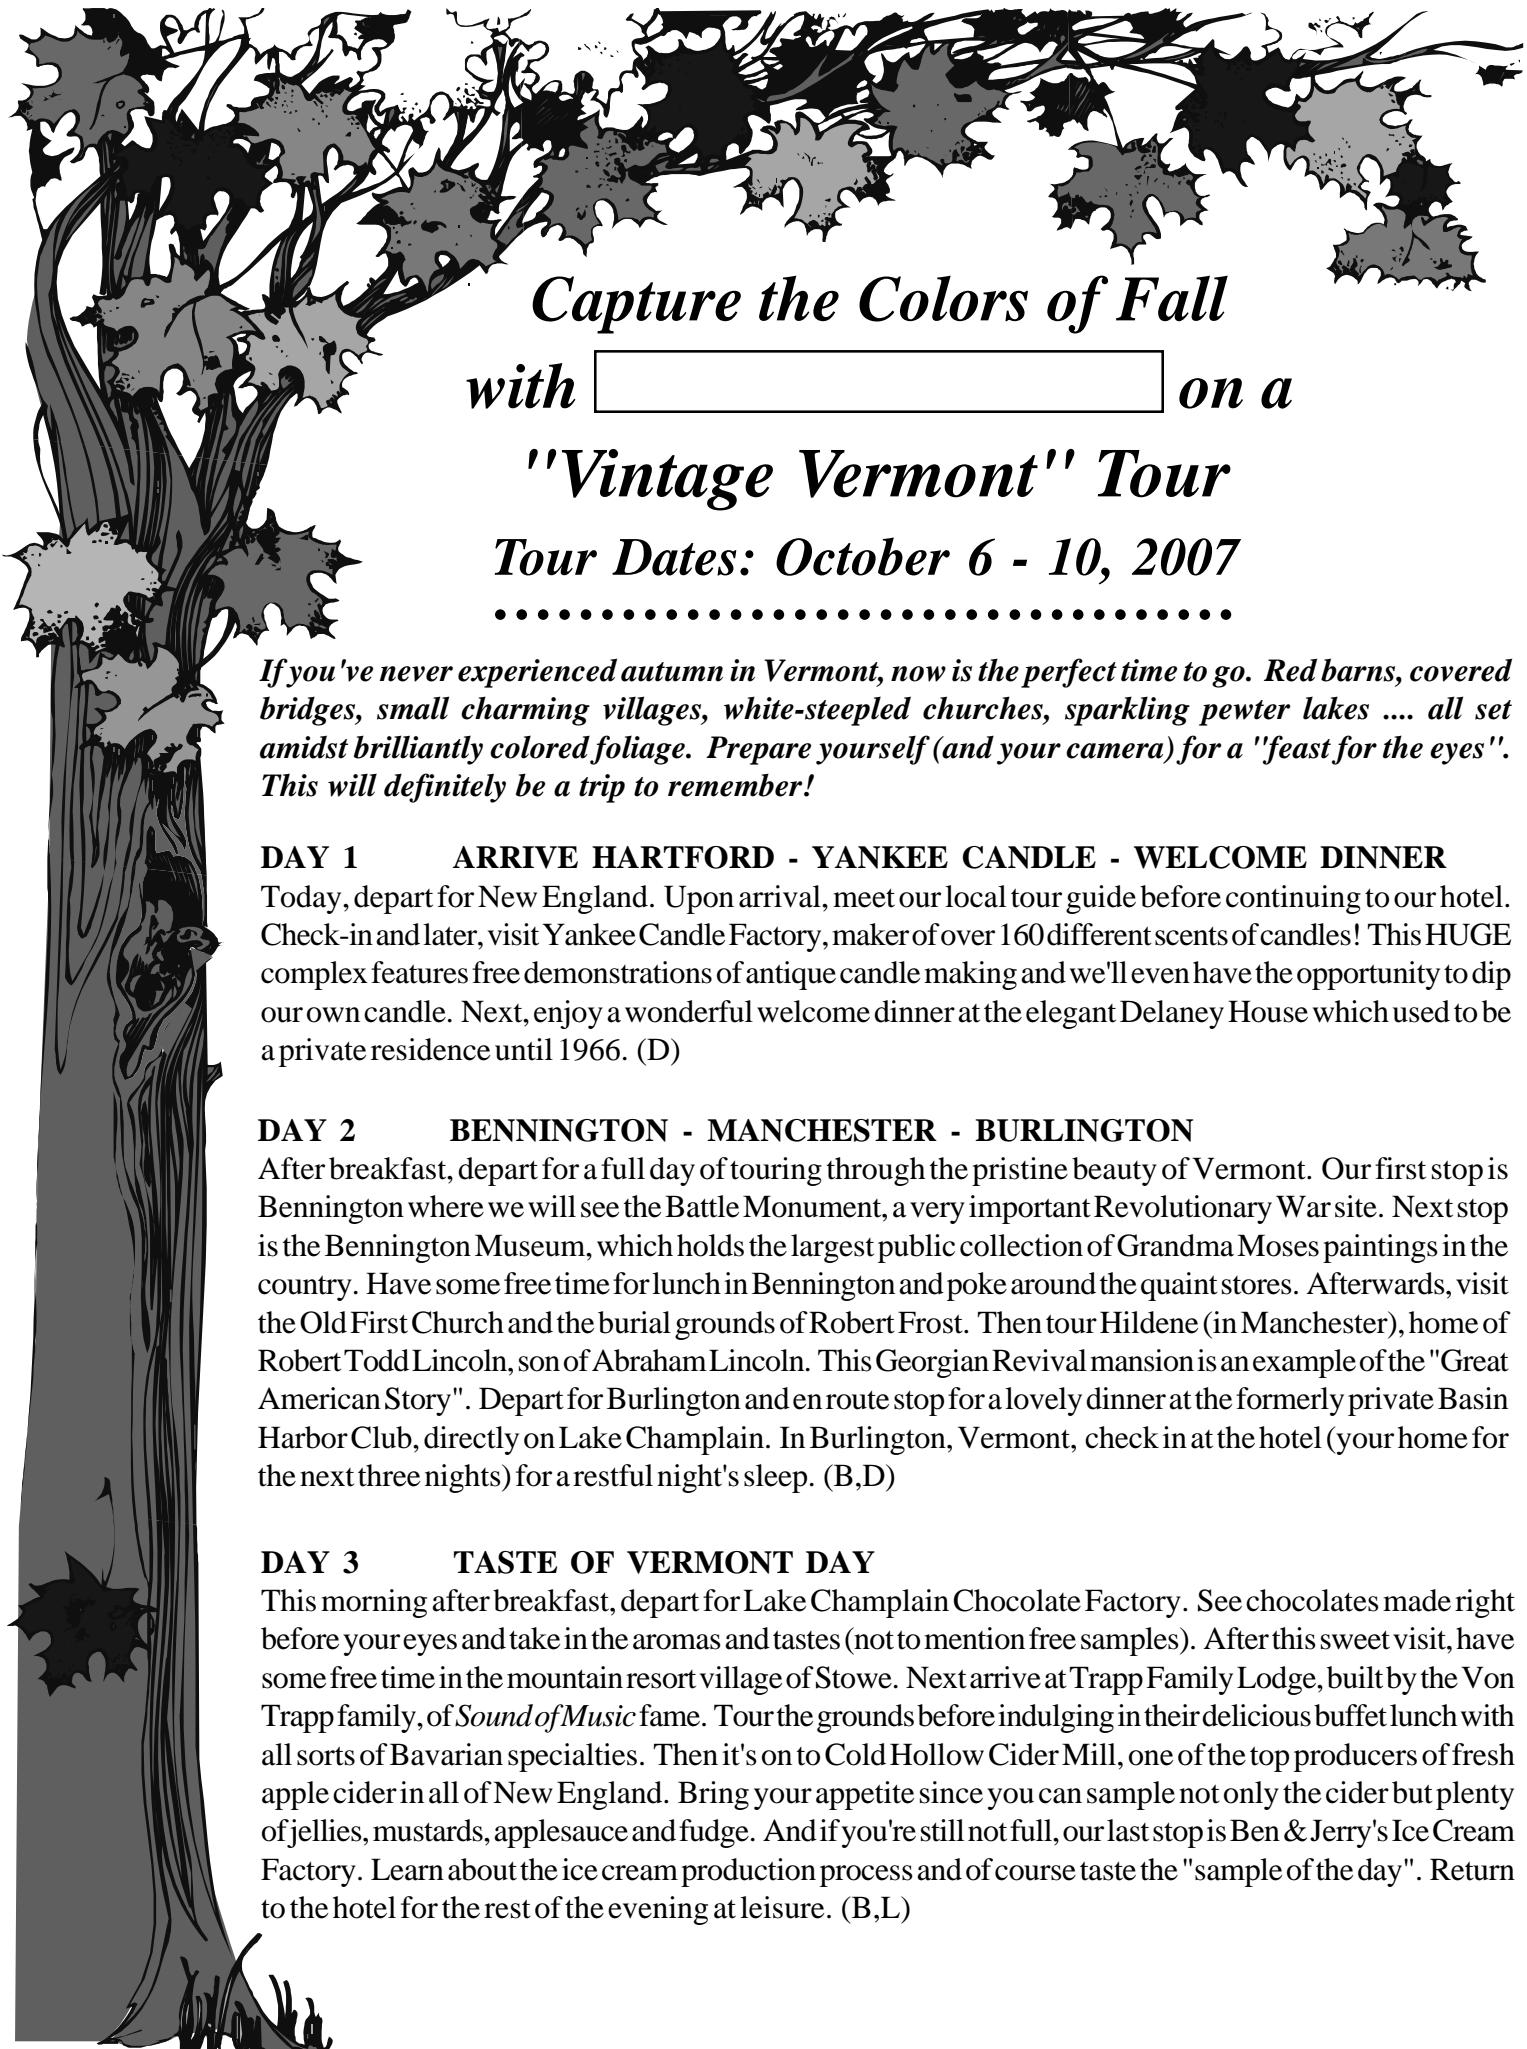 Capture the Colors of Fall
with on a
"Vintage Vermont" Tour
Tour Dates: October 6 - 10, 2007
If you've never experienced autumn in Vermont, now is the perfect time to go. Red barns, covered
bridges, small charming villages, white-steepled churches, sparkling pewter lakes .... all set
amidst brilliantly colored foliage. Prepare yourself (and your camera) for a "feast for the eyes".
This will definitely be a trip to remember!
DAY 1 ARRIVE HARTFORD - YANKEE CANDLE - WELCOME DINNER
Today, depart for New England. Upon arrival, meet our local tour guide before continuing to our hotel.
Check-in and later, visit Yankee Candle Factory, maker of over 160 different scents of candles! This HUGE
complex features free demonstrations of antique candle making and we'll even have the opportunity to dip
our own candle. Next, enjoy a wonderful welcome dinner at the elegant Delaney House which used to be
a private residence until 1966. (D)
DAY 2 BENNINGTON - MANCHESTER - BURLINGTON
After breakfast, depart for a full day of touring through the pristine beauty of Vermont. Our first stop is
Bennington where we will see the Battle Monument, a very important Revolutionary War site. Next stop
is the Bennington Museum, which holds the largest public collection of Grandma Moses paintings in the
country. Have some free time for lunch in Bennington and poke around the quaint stores. Afterwards, visit
the Old First Church and the burial grounds of Robert Frost. Then tour Hildene (in Manchester), home of
Robert Todd Lincoln, son of Abraham Lincoln. This Georgian Revival mansion is an example of the "Great
American Story". Depart for Burlington and en route stop for a lovely dinner at the formerly private Basin
Harbor Club, directly on Lake Champlain. In Burlington, Vermont, check in at the hotel (your home for
the next three nights) for a restful night's sleep. (B,D)
DAY 3 TASTE OF VERMONT DAY
This morning after breakfast, depart for Lake Champlain Chocolate Factory. See chocolates made right
before your eyes and take in the aromas and tastes (not to mention free samples). After this sweet visit, have
some free time in the mountain resort village of Stowe. Next arrive at Trapp Family Lodge, built by the Von
Trapp family, of Sound of Music fame. Tour the grounds before indulging in their delicious buffet lunch with
all sorts of Bavarian specialties. Then it's on to Cold Hollow Cider Mill, one of the top producers of fresh
apple cider in all of New England. Bring your appetite since you can sample not only the cider but plenty
of jellies, mustards, applesauce and fudge. And if you're still not full, our last stop is Ben & Jerry's Ice Cream
Factory. Learn about the ice cream production process and of course taste the "sample of the day". Return
to the hotel for the rest of the evening at leisure. (B,L)